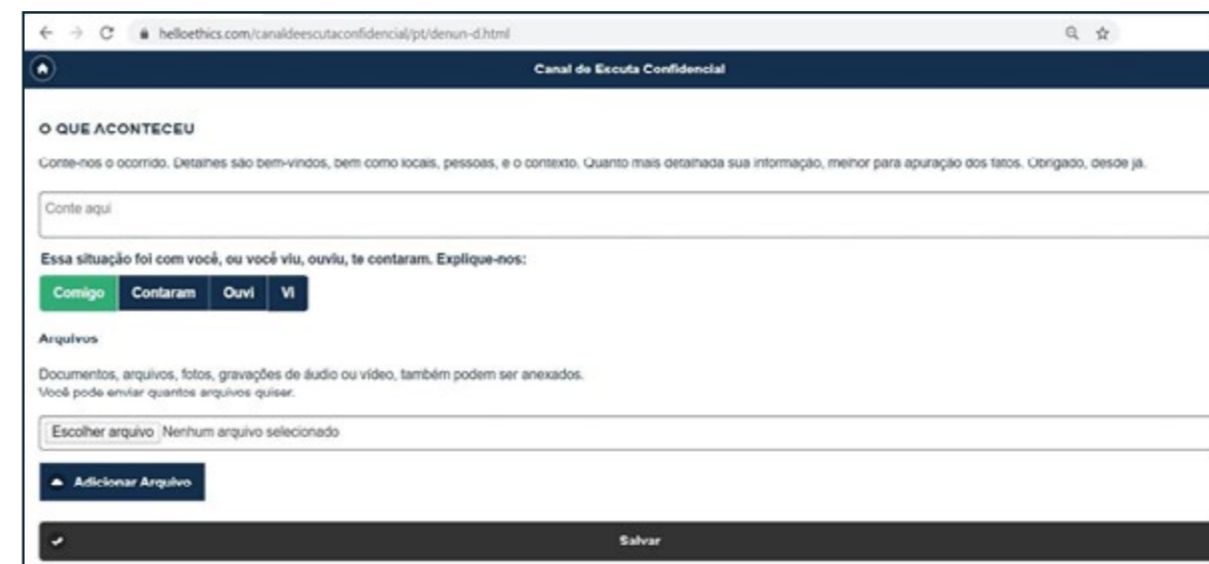 helloethics.com/canaldeescutaconfidencial/pt/denun-d.html
Canal de Escuta Confidencial
O QUE ACONTECEU
Conte-nos o ocorrido. Detalhes são bem-vindos, bem como locais, pessoas, e o contexto. Quanto mais detalhada sua informação, melhor para apuração dos fatos. Obrigado, desde já.
Conte aqui
Essa situação foi com você, ou você viu, ouviu, te contaram. Explique-nos:
Comigo Contaram Ouvi Vi
Arquivos
Documentos, arquivos, fotos, gravações de áudio ou vídeo, também podem ser anexados.
Você pode enviar quantos arquivos quiser.
Escolher arquivo Nenhum arquivo selecionado
Adicionar Arquivo
Salvar